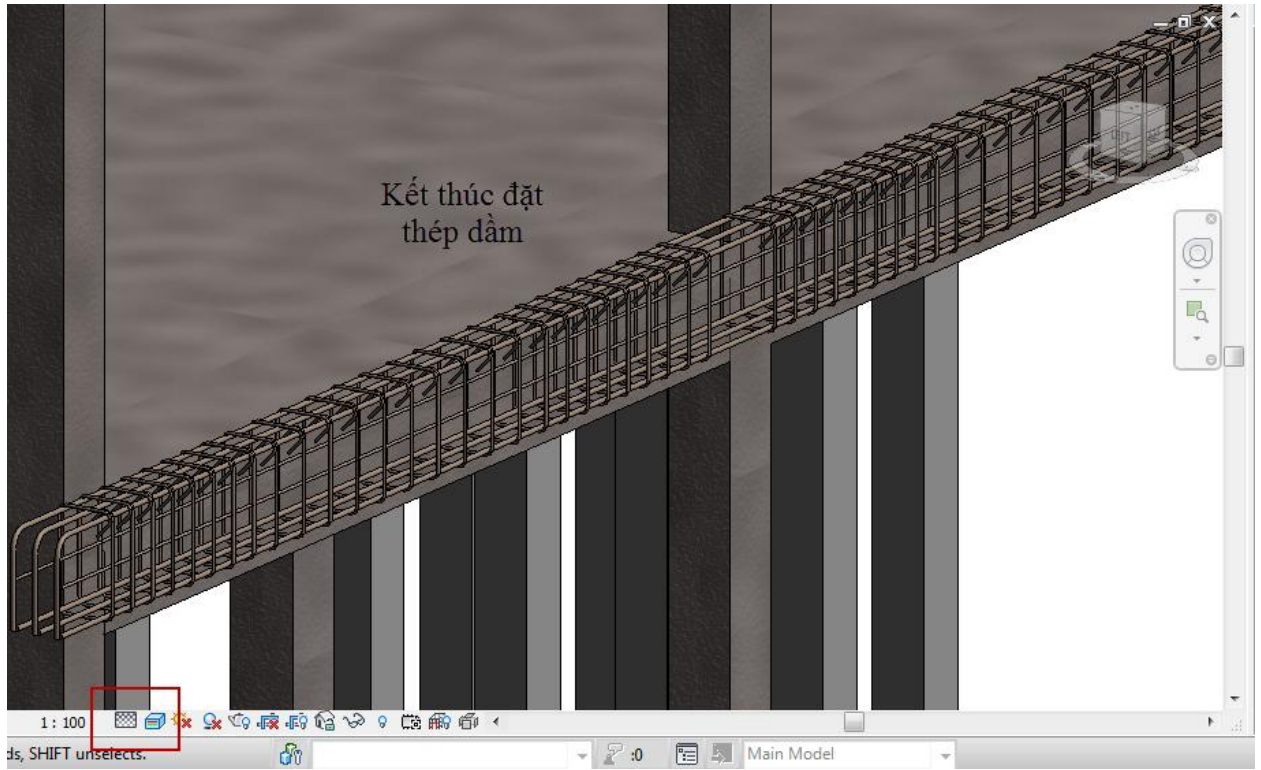 Kết thúc đặt
thép dầm
1 : 100
ds, SHIFT unselects.
:0
Main Model